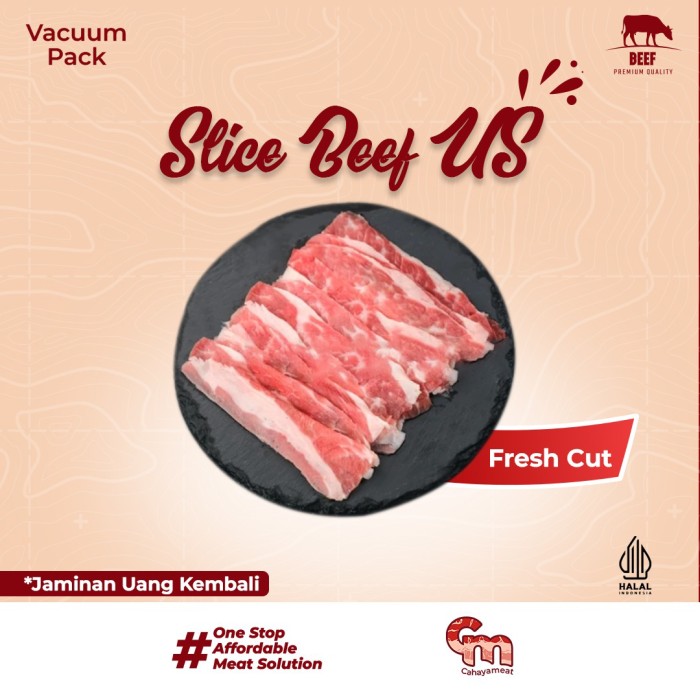 Vacuum
Pack
BEEF
PREMIUM QUALITY
Slice Beef US
Fresh Cut
HALAL
INDONESIA
*Jaminan Uang Kembali
#One Stop
Affordable
Meat Solution
Cm
Cahayameat